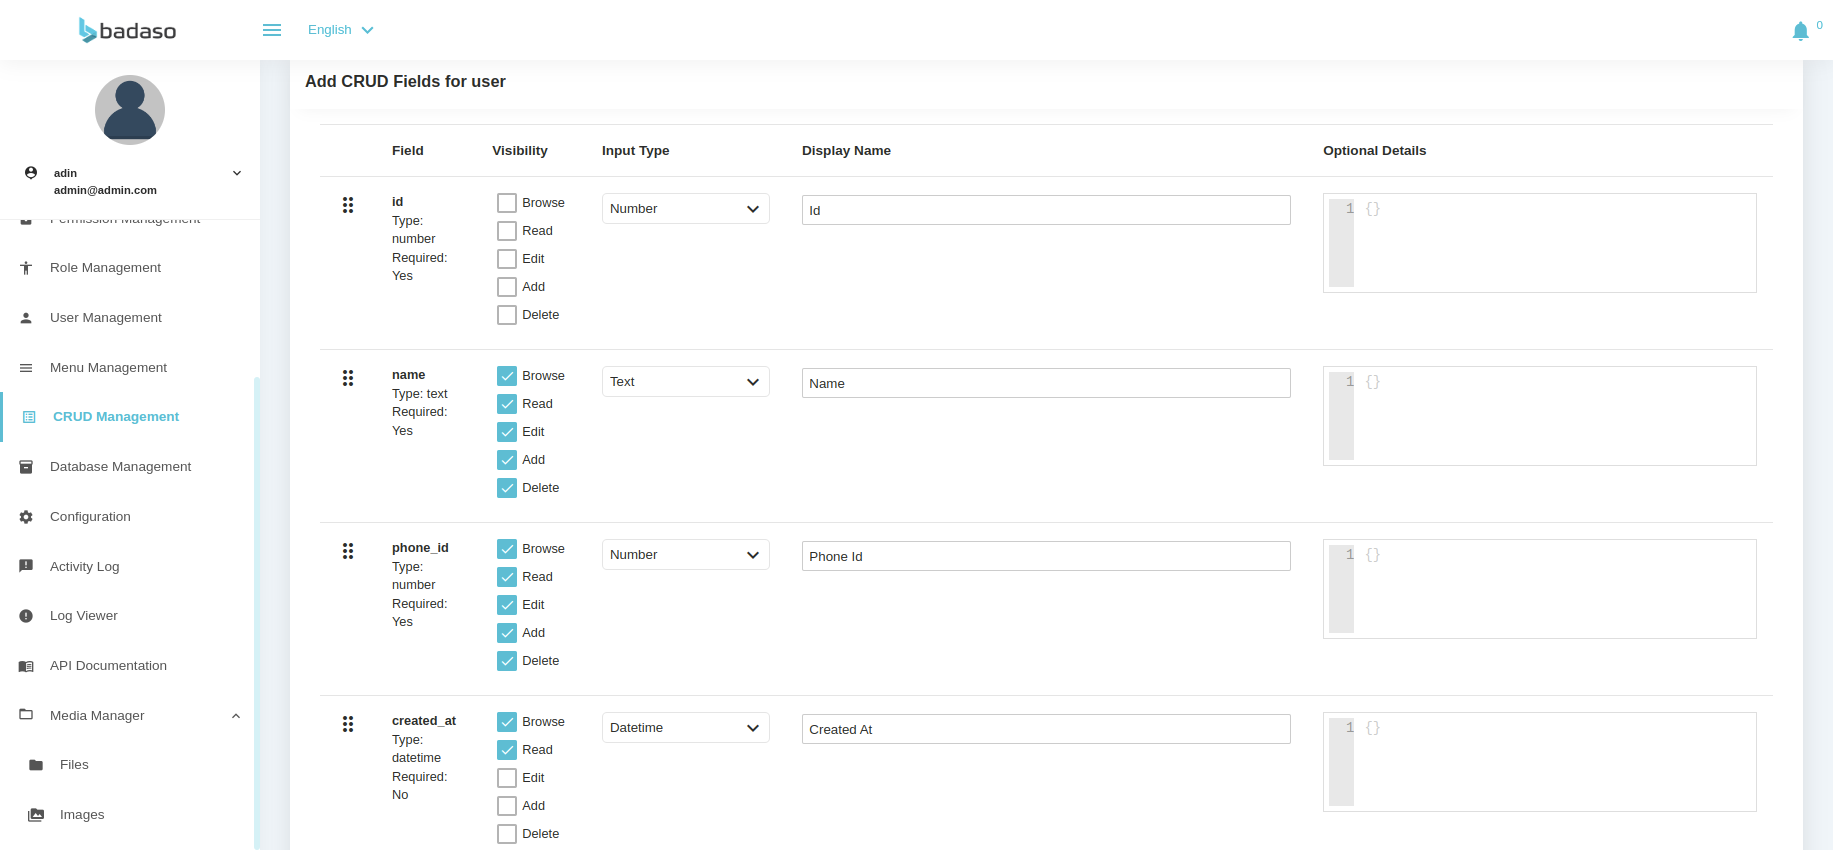 badaso
English
0
adin
admin@admin.com
Permission Management
Role Management
User Management
Menu Management
CRUD Management
Database Management
Configuration
Activity Log
Log Viewer
API Documentation
Media Manager
Files
Images
Add CRUD Fields for user
Field Visibility Input Type Display Name Optional Details
id
Type:
number
Required:
Yes
Browse
Read
Edit
Add
Delete
Number
Id
1 {}
name
Type: text
Required:
Yes
Browse
Read
Edit
Add
Delete
Text
Name
1 {}
phone_id
Type:
number
Required:
Yes
Browse
Read
Edit
Add
Delete
Number
Phone Id
1 {}
created_at
Type:
datetime
Required:
No
Browse
Read
Edit
Add
Delete
Datetime
Created At
1 {}